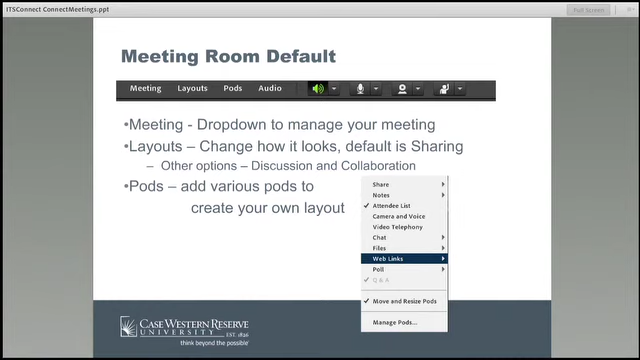 ITSConnect ConnectMeetings.ppt
Full Screen
Meeting Room Default
Meeting Layouts Pods Audio
•Meeting - Dropdown to manage your meeting
•Layouts – Change how it looks, default is Sharing
– Other options – Discussion and Collaboration
•Pods – add various pods to
create your own layout
Share
Notes
Attendee List
Camera and Voice
Video Telephony
Chat
Files
Web Links
Poll
Q & A
Move and Resize Pods
Manage Pods...
CASE WESTERN RESERVE
UNIVERSITY EST. 1826
think beyond the possible®